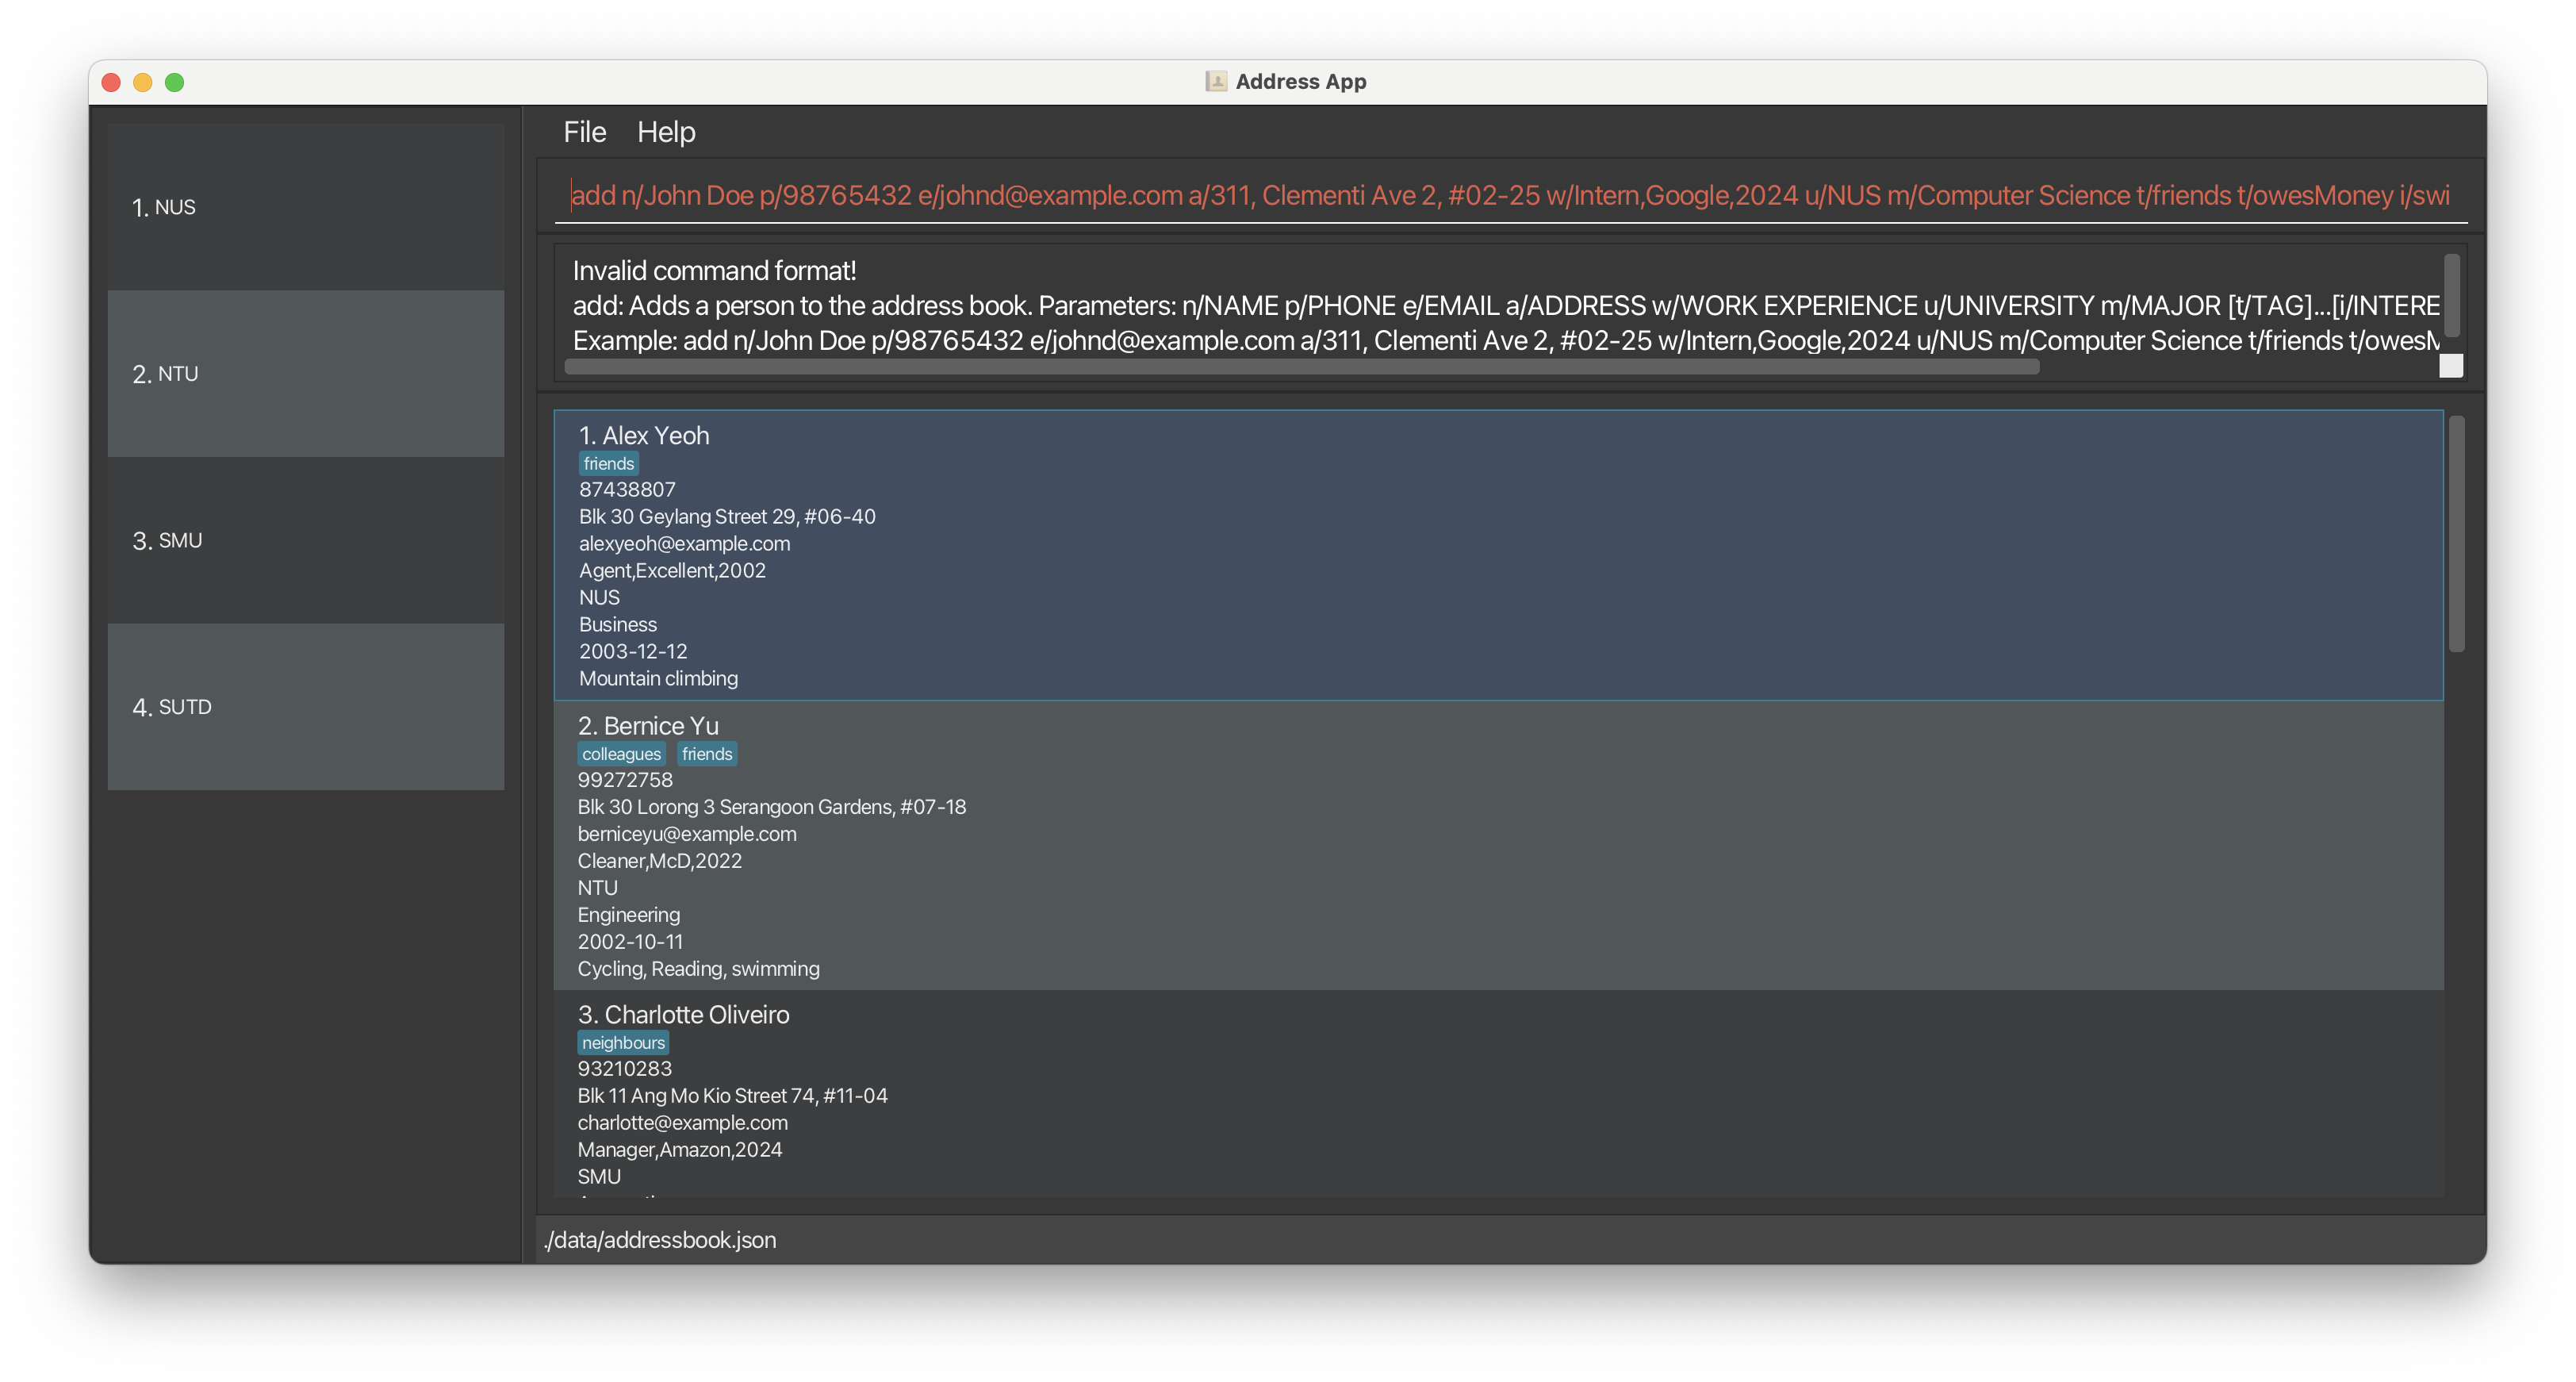 Address App
1. NUS
2. NTU
3. SMU
4. SUTD
File Help
add n/John Doe p/98765432 e/johnd@example.com a/311, Clementi Ave 2, #02-25 w/Intern,Google,2024 u/NUS m/Computer Science t/friends t/owesMoney i/swi
Invalid command format!
add: Adds a person to the address book. Parameters: n/NAME p/PHONE e/EMAIL a/ADDRESS w/WORK EXPERIENCE u/UNIVERSITY m/MAJOR [t/TAG]...[i/INTERE
Example: add n/John Doe p/98765432 e/johnd@example.com a/311, Clementi Ave 2, #02-25 w/Intern,Google,2024 u/NUS m/Computer Science t/friends t/owesM
1. Alex Yeoh
friends
87438807
Blk 30 Geylang Street 29, #06-40
alexyeoh@example.com
Agent,Excellent,2002
NUS
Business
2003-12-12
Mountain climbing
2. Bernice Yu
colleagues friends
99272758
Blk 30 Lorong 3 Serangoon Gardens, #07-18
berniceyu@example.com
Cleaner,McD,2022
NTU
Engineering
2002-10-11
Cycling, Reading, swimming
3. Charlotte Oliveiro
neighbours
93210283
Blk 11 Ang Mo Kio Street 74, #11-04
charlotte@example.com
Manager,Amazon,2024
SMU
./data/addressbook.json